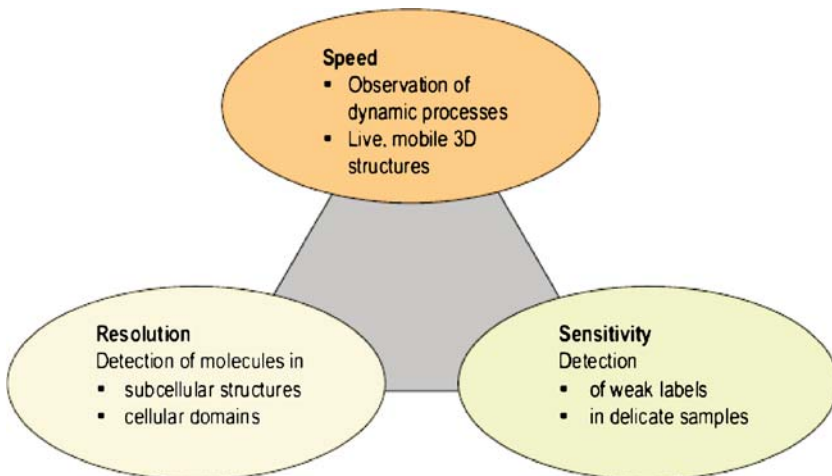 Speed
▪ Observation of
dynamic processes
▪ Live, mobile 3D
structures
Resolution
Detection of molecules in
▪ subcellular structures
▪ cellular domains
Sensitivity
Detection
▪ of weak labels
▪ in delicate samples